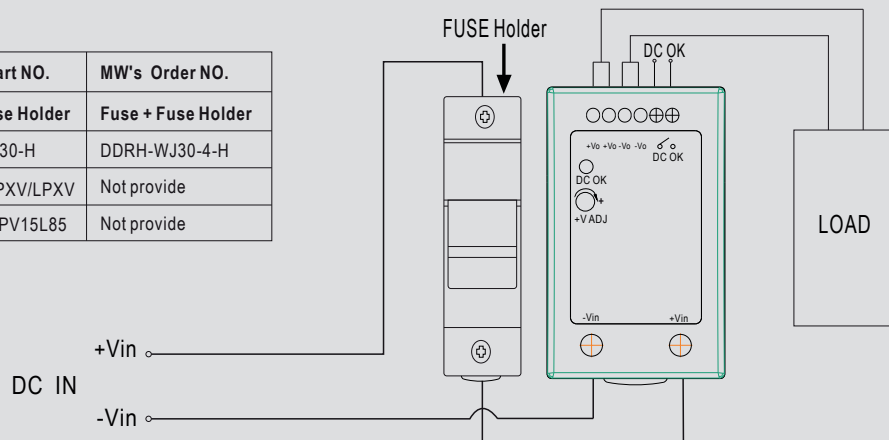 FUSE Holder
DC OK
art NO. MW's Order NO.
se Holder Fuse + Fuse Holder
30-H DDRH-WJ30-4-H
PXV/LPXV Not provide
PV15L85 Not provide
+Vo +Vo -Vo -Vo
DC OK
DC OK
+
+V ADJ
LOAD
-Vin +Vin
+Vin
DC IN
-Vin